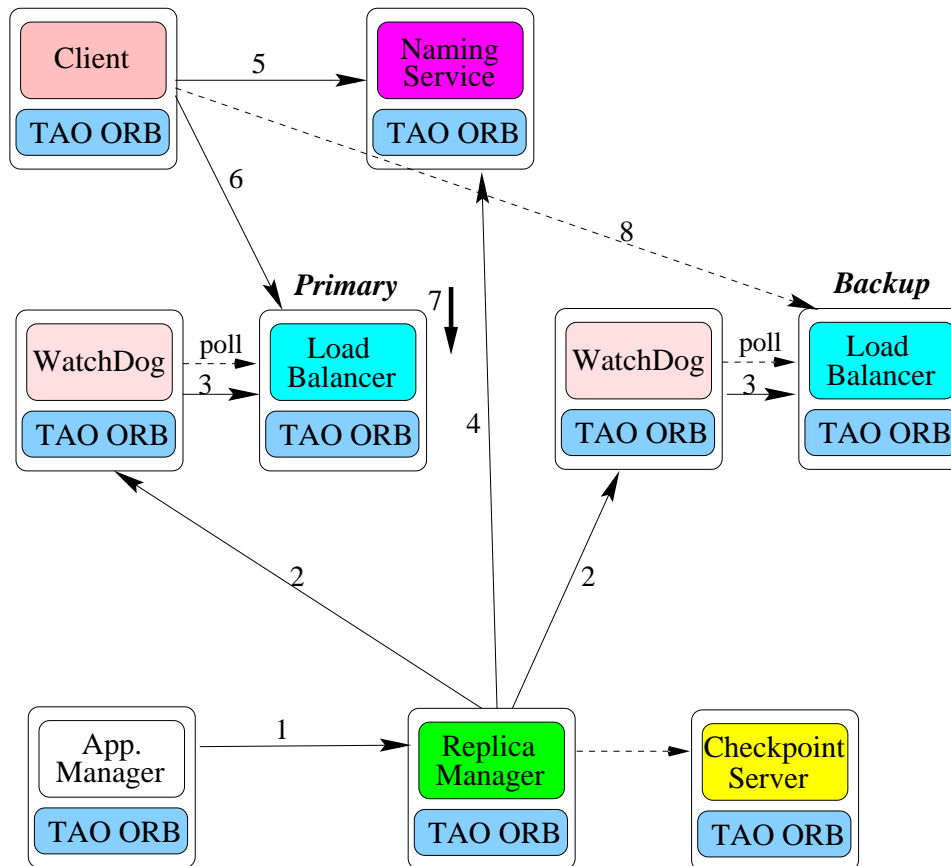 Client
TAO ORB
5
Naming
Service
TAO ORB
6
8
Primary
7
Backup
WatchDog
TAO ORB
poll
3
Load
Balancer
TAO ORB
4
WatchDog
TAO ORB
poll
3
Load
Balancer
TAO ORB
2
2
App.
Manager
TAO ORB
1
Replica
Manager
TAO ORB
Checkpoint
Server
TAO ORB